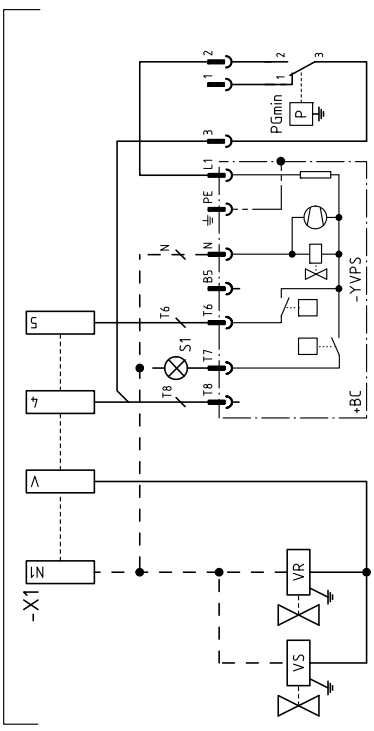 -X1
N1
V
4
5
T8
T6
N
S1
T8
T7
T6
B5
N
PE
L1
3
1
2
PGmin
1
2
P
3
VS
VR
+BC
-YVPS